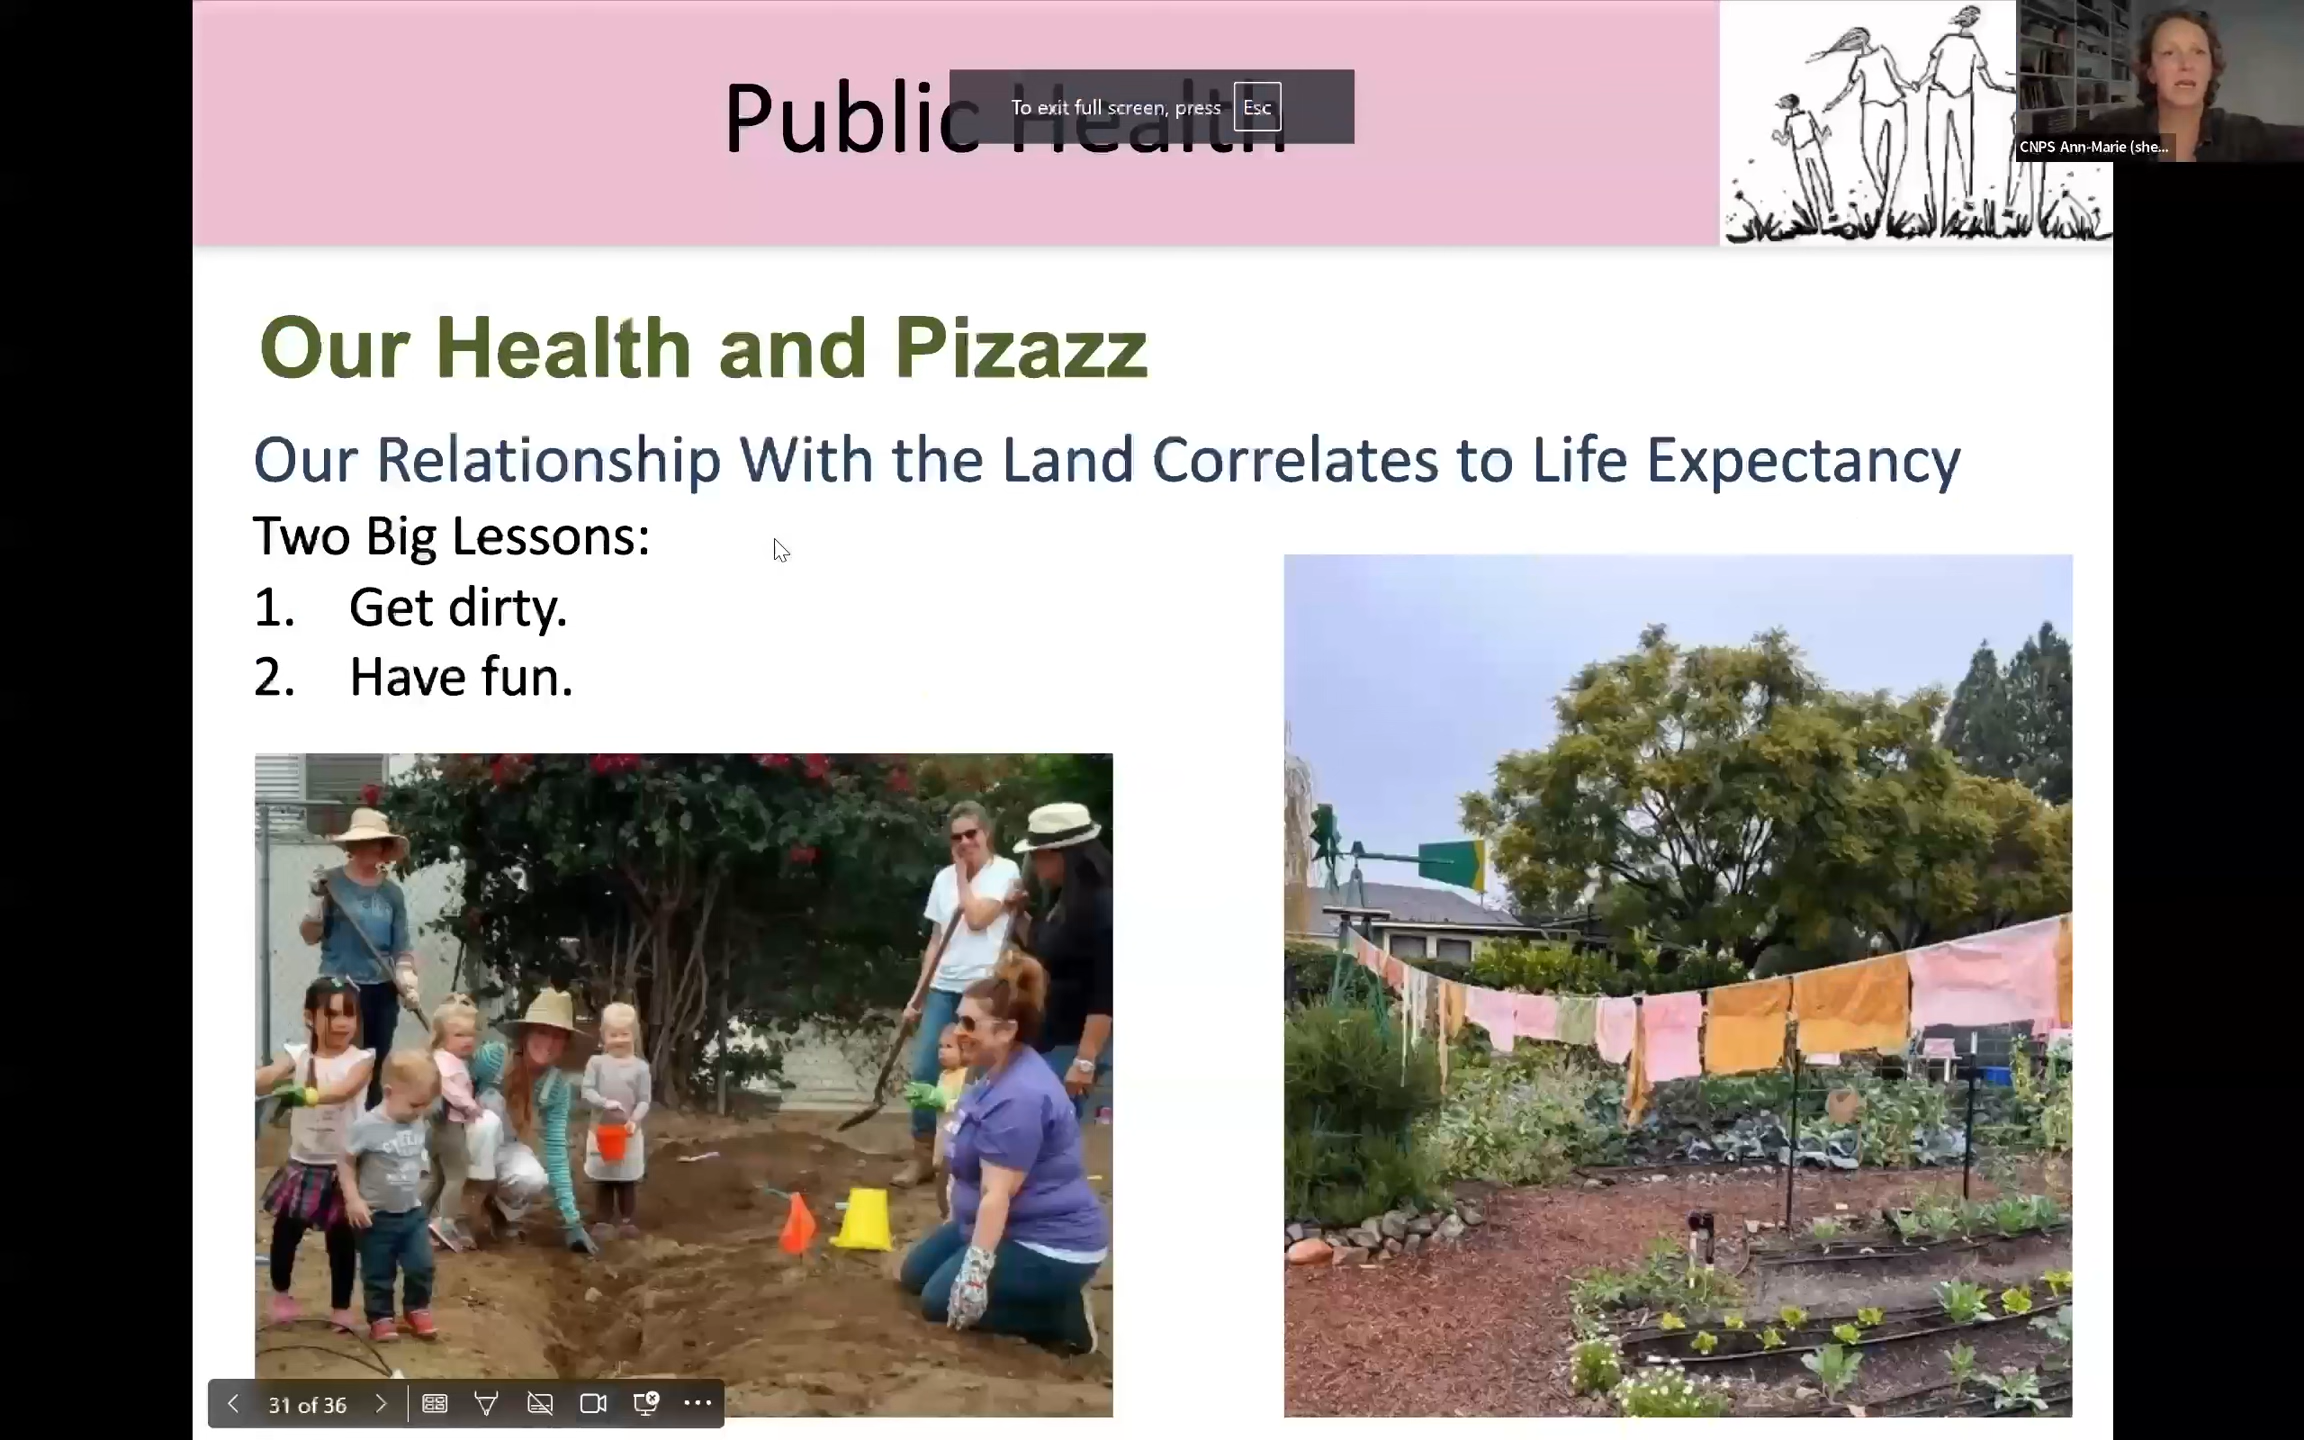 Public Health
To exit full screen, press Esc
CNPS Ann-Marie (she...
Our Health and Pizazz
Our Relationship With the Land Correlates to Life Expectancy
Two Big Lessons:
1. Get dirty.
2. Have fun.
31 of 36